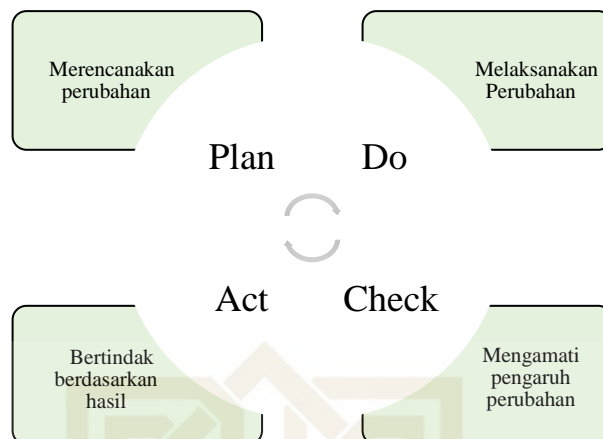 Merencanakan
perubahan
Melaksanakan
Perubahan
Plan
Do
Act
Check
Bertindak
berdasarkan
hasil
Mengamati
pengaruh
perubahan